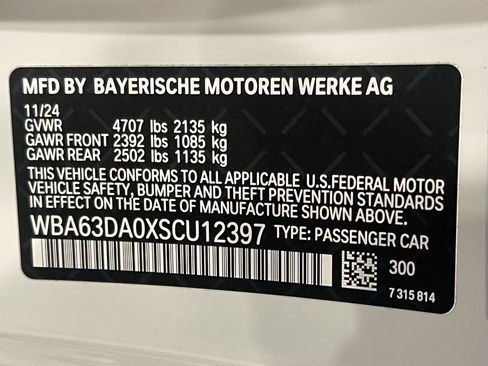 MFD BY BAYERISCHE MOTOREN WERKE AG
11/24
GVWR 4707 lbs 2135 kg
GAWR FRONT 2392 lbs 1085 kg
GAWR REAR 2502 lbs 1135 kg
THIS VEHICLE CONFORMS TO ALL APPLICABLE U.S.FEDERAL MOTOR
VEHICLE SAFETY, BUMPER AND THEFT PREVENTION STANDARDS
IN EFFECT ON THE DATE OF MANUFACTURE SHOWN ABOVE.
WBA63DA0XSCU12397 TYPE: PASSENGER CAR
300
7 315 814